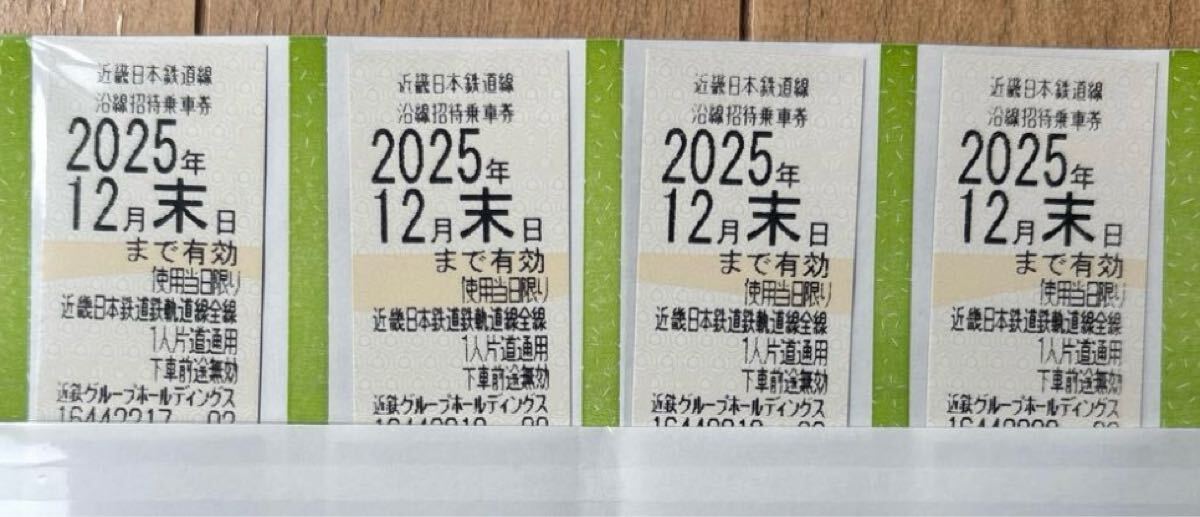 近畿日本鉄道線
沿線招待乗車券
2025年
12月末日
まで有効
使用当日限り
近畿日本鉄道鉄軌道線全線
1人片道通用
下車前途無効
近鉄グループホールディングス
16442217 02
近畿日本鉄道線
沿線招待乗車券
2025年
12月末日
まで有効
使用当日限り
近畿日本鉄道鉄軌道線全線
1人片道通用
下車前途無効
近鉄グループホールディングス
近畿日本鉄道線
沿線招待乗車券
2025年
12月末日
まで有効
使用当日限り
近畿日本鉄道鉄軌道線全線
1人片道通用
下車前途無効
近鉄グループホールディングス
近畿日本鉄道線
沿線招待乗車券
2025年
12月末日
まで有効
使用当日限り
近畿日本鉄道鉄軌道線全線
1人片道通用
下車前途無効
近鉄グループホールディングス